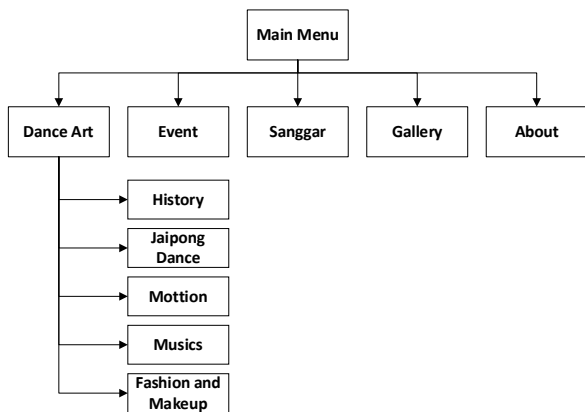 Main Menu
Dance Art
Event
Sanggar
Gallery
About
History
Jaipong
Dance
Mottion
Musics
Fashion and
Makeup